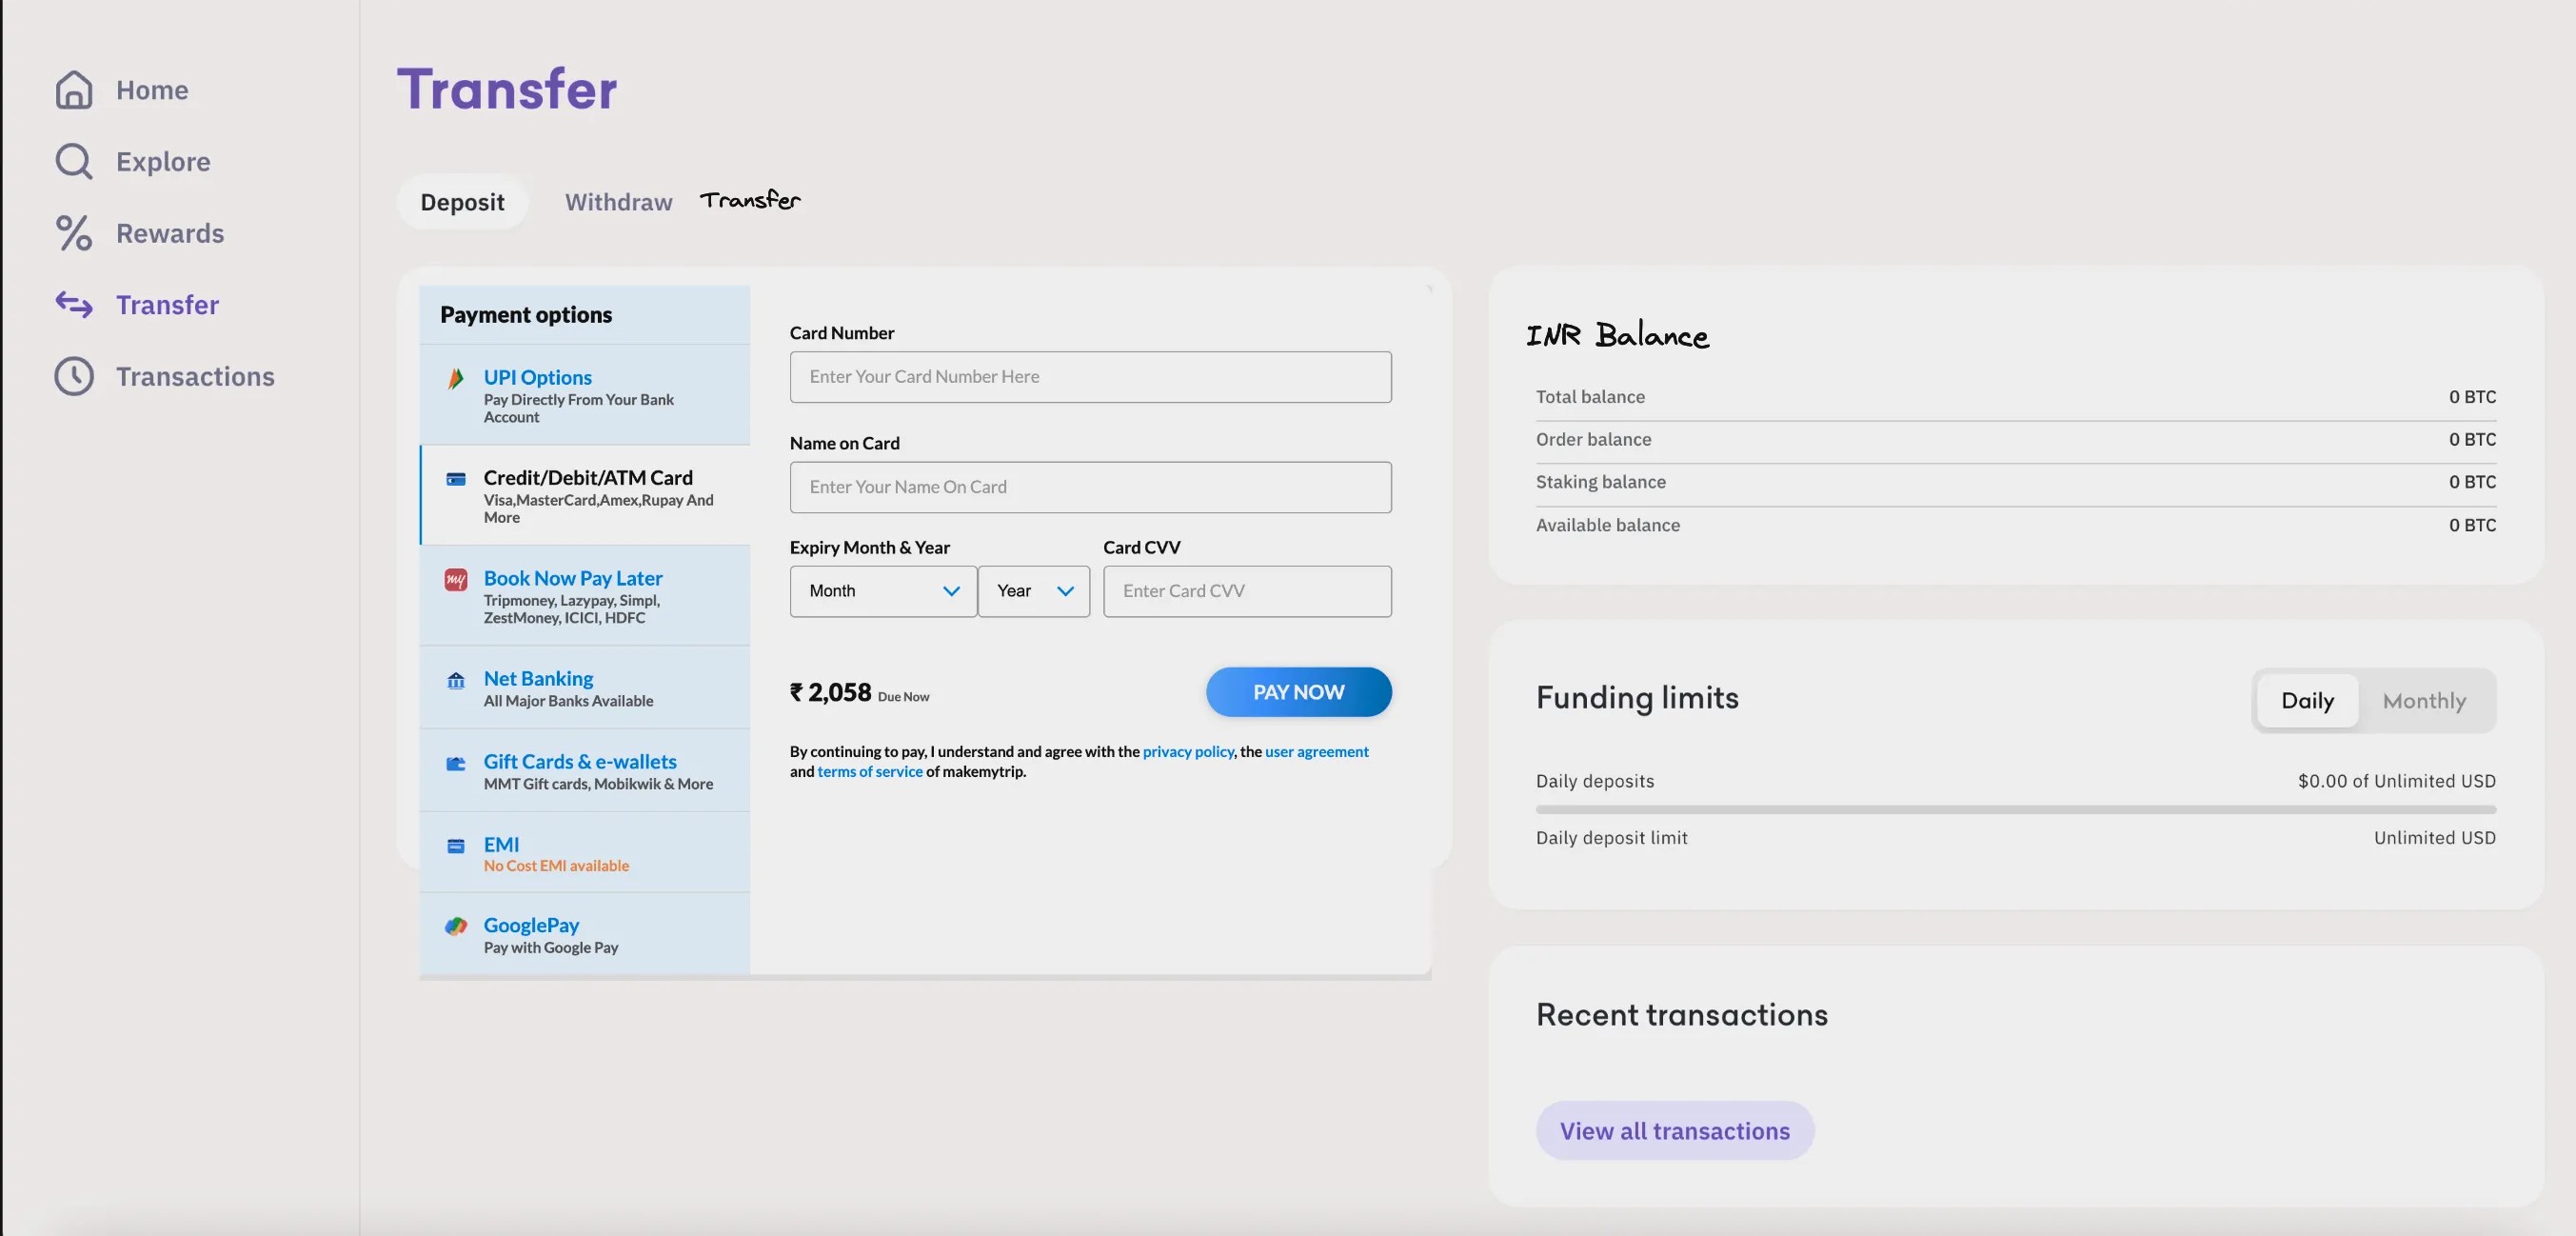 Home
Explore
Rewards
Transfer
Transactions
Transfer
Deposit
Withdraw
Transfer
Payment options
UPI Options
Pay Directly From Your Bank
Account
Credit/Debit/ATM Card
Visa,MasterCard,Amex,Rupay And
More
my
Book Now Pay Later
Tripmoney, Lazypay, Simpl,
ZestMoney, ICICI, HDFC
Net Banking
All Major Banks Available
Gift Cards & e-wallets
MMT Gift cards, Mobikwik & More
EMI
No Cost EMI available
GooglePay
Pay with Google Pay
Card Number
Enter Your Card Number Here
Name on Card
Enter Your Name On Card
Expiry Month & Year
Card CVV
Month
Year
Enter Card CVV
₹ 2,058 Due Now
PAY NOW
By continuing to pay, I understand and agree with the privacy policy, the user agreement
and terms of service of makemytrip.
INR Balance
Total balance 0 BTC
Order balance 0 BTC
Staking balance 0 BTC
Available balance 0 BTC
Funding limits
Daily
Monthly
Daily deposits $0.00 of Unlimited USD
Daily deposit limit Unlimited USD
Recent transactions
View all transactions